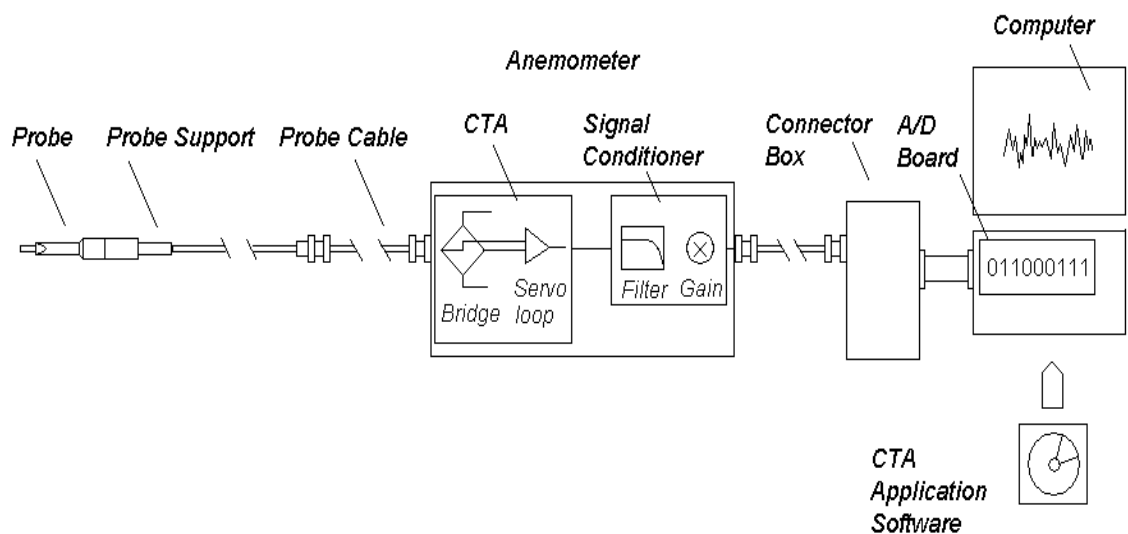 Computer
Anemometer
Probe
Probe Support
Probe Cable
CTA
Signal
Conditioner
Connector
Box
A/D
Board
Bridge
Servo
loop
Filter
Gain
011000111
CTA
Application
Software